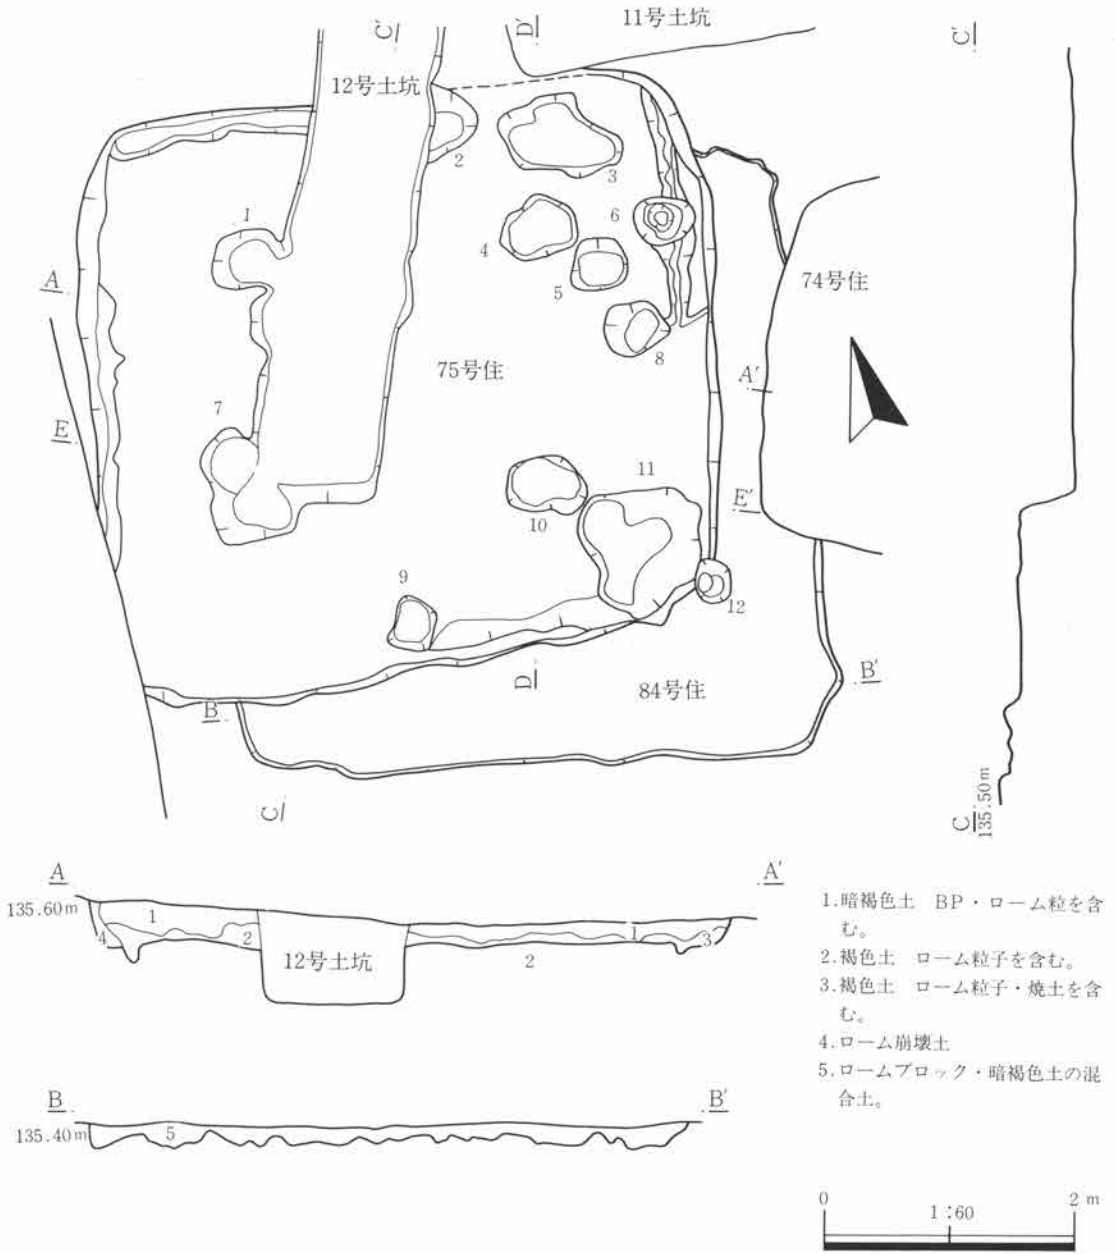 11号土坑
C'
D'
C'
12号土坑
2
3
1
6
4
5
A
74号住
8
75号住
A'
7
E
11
E'
10
9
12
D
84号住
B'
B
C
C
135.50m
A
A'
135.60m
1
4
2
1
3
12号土坑
2
1.暗褐色土 BP・ローム粒を含
む。
2.褐色土 ローム粒子を含む。
3.褐色土 ローム粒子・焼土を含
む。
4.ローム崩壊土
5.ロームブロック・暗褐色土の混
合土。
B
B'
135.40m
5
0
1:60
2 m